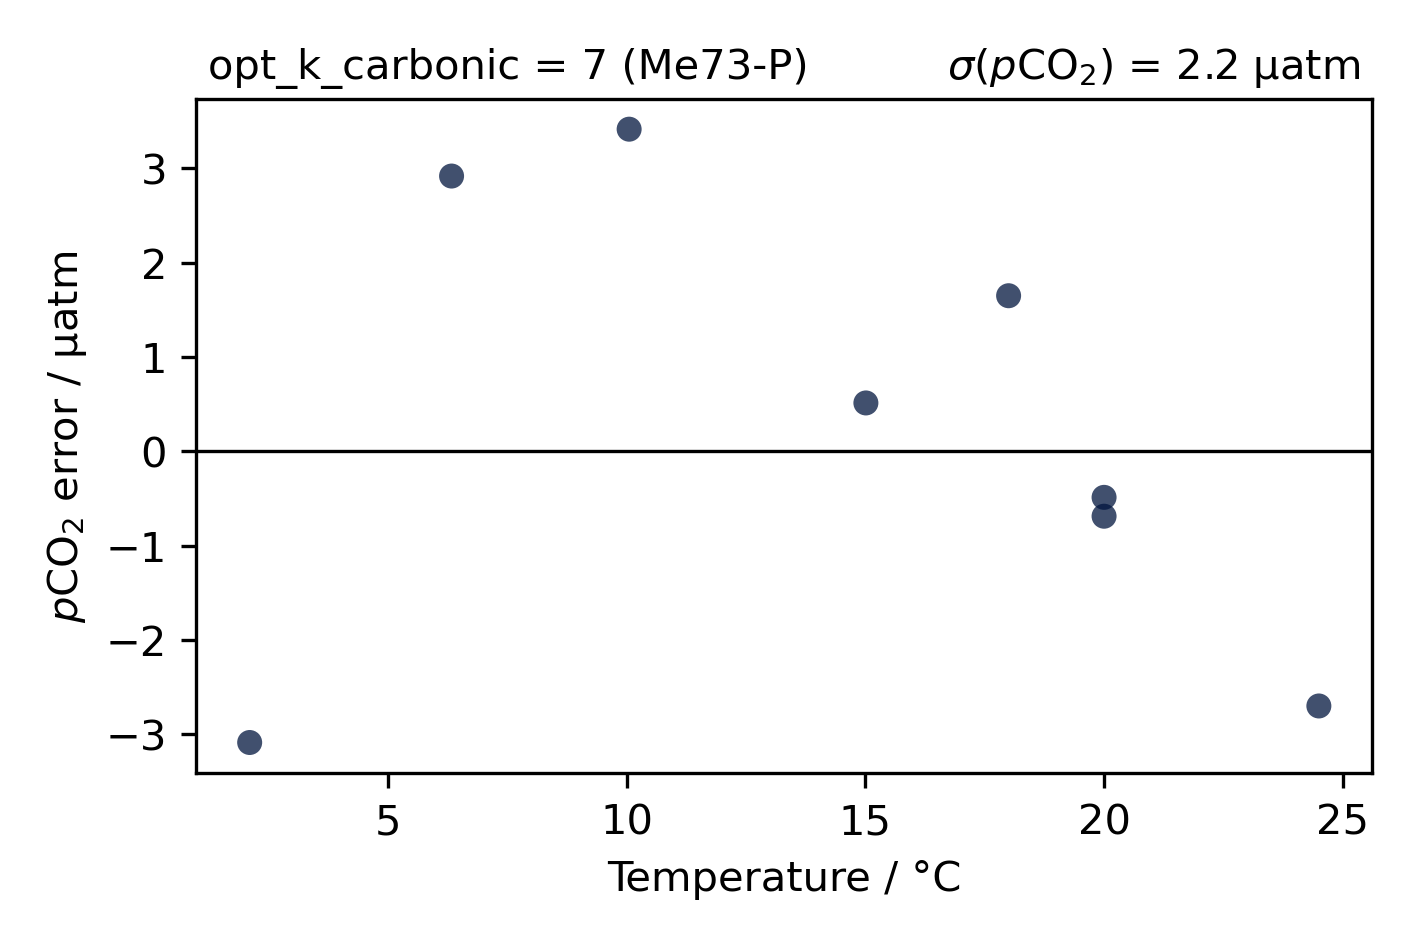 opt_k_carbonic = 7 (Me73-P)
σ(pCO₂) = 2.2 µatm
pCO₂ error / µatm
3
2
1
0
−1
−2
−3
5 10 15 20 25
Temperature / °C